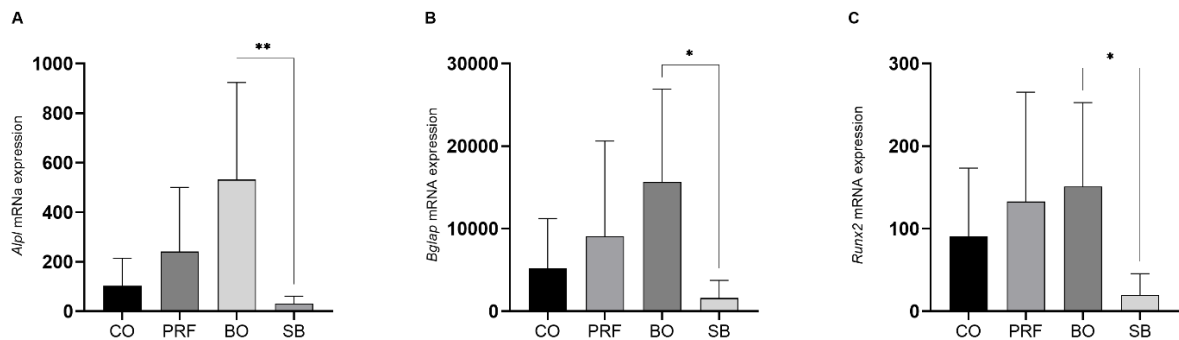 A
Alpl mRNa expression
1000
800
600
400
200
0
**
CO PRF BO SB
B
Bglap mRNA expression
30000
20000
10000
0
*
CO PRF BO SB
C
Runx2 mRNA expression
300
200
100
0
*
CO PRF BO SB